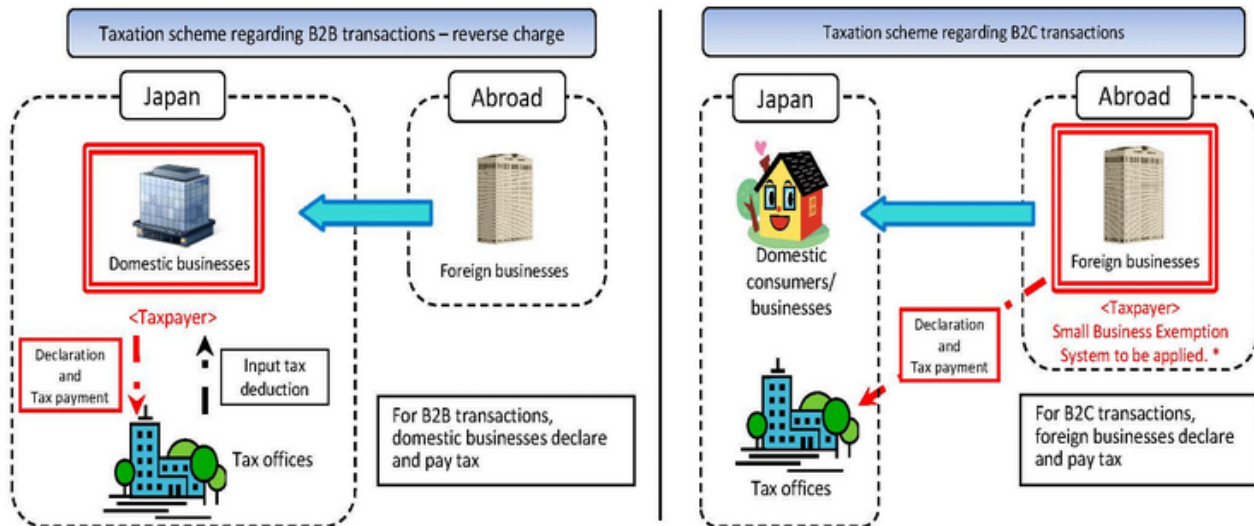 Taxation scheme regarding B2B transactions – reverse charge
Japan
Abroad
Domestic businesses
Foreign businesses
<Taxpayer>
Declaration
and
Tax payment
Input tax
deduction
Tax offices
For B2B transactions,
domestic businesses declare
and pay tax
Taxation scheme regarding B2C transactions
Japan
Abroad
Domestic
consumers/
businesses
Foreign businesses
<Taxpayer>
Small Business Exemption
System to be applied. *
Declaration
and
Tax payment
Tax offices
For B2C transactions,
foreign businesses declare
and pay tax